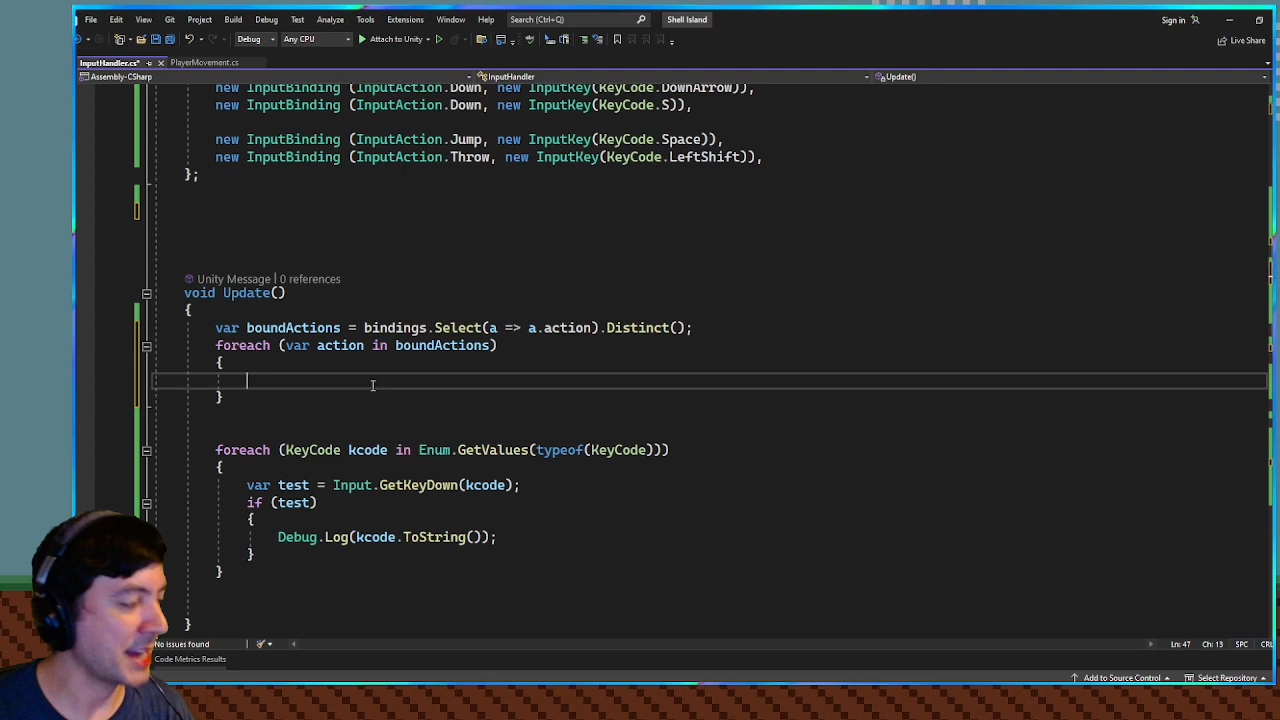 File Edit View Git Project Build Debug Test Analyze Tools Extensions Window Help Search (Ctrl+Q) Shell Island Sign in
Debug Any CPU Attach to Unity Live Share
InputHandler.cs* PlayerMovement.cs
Assembly-CSharp InputHandler Update()
new InputBinding (InputAction.Down, new InputKey(KeyCode.DownArrow)),
new InputBinding (InputAction.Down, new InputKey(KeyCode.S)),
new InputBinding (InputAction.Jump, new InputKey(KeyCode.Space)),
new InputBinding (InputAction.Throw, new InputKey(KeyCode.LeftShift)),
};
Unity Message | 0 references
void Update()
{
var boundActions = bindings.Select(a => a.action).Distinct();
foreach (var action in boundActions)
{
}
foreach (KeyCode kcode in Enum.GetValues(typeof(KeyCode)))
{
var test = Input.GetKeyDown(kcode);
if (test)
{
Debug.Log(kcode.ToString());
}
}
}
No issues found Ln: 47 Ch: 13 SPC
Code Metrics Results
Add to Source Control Select Repository